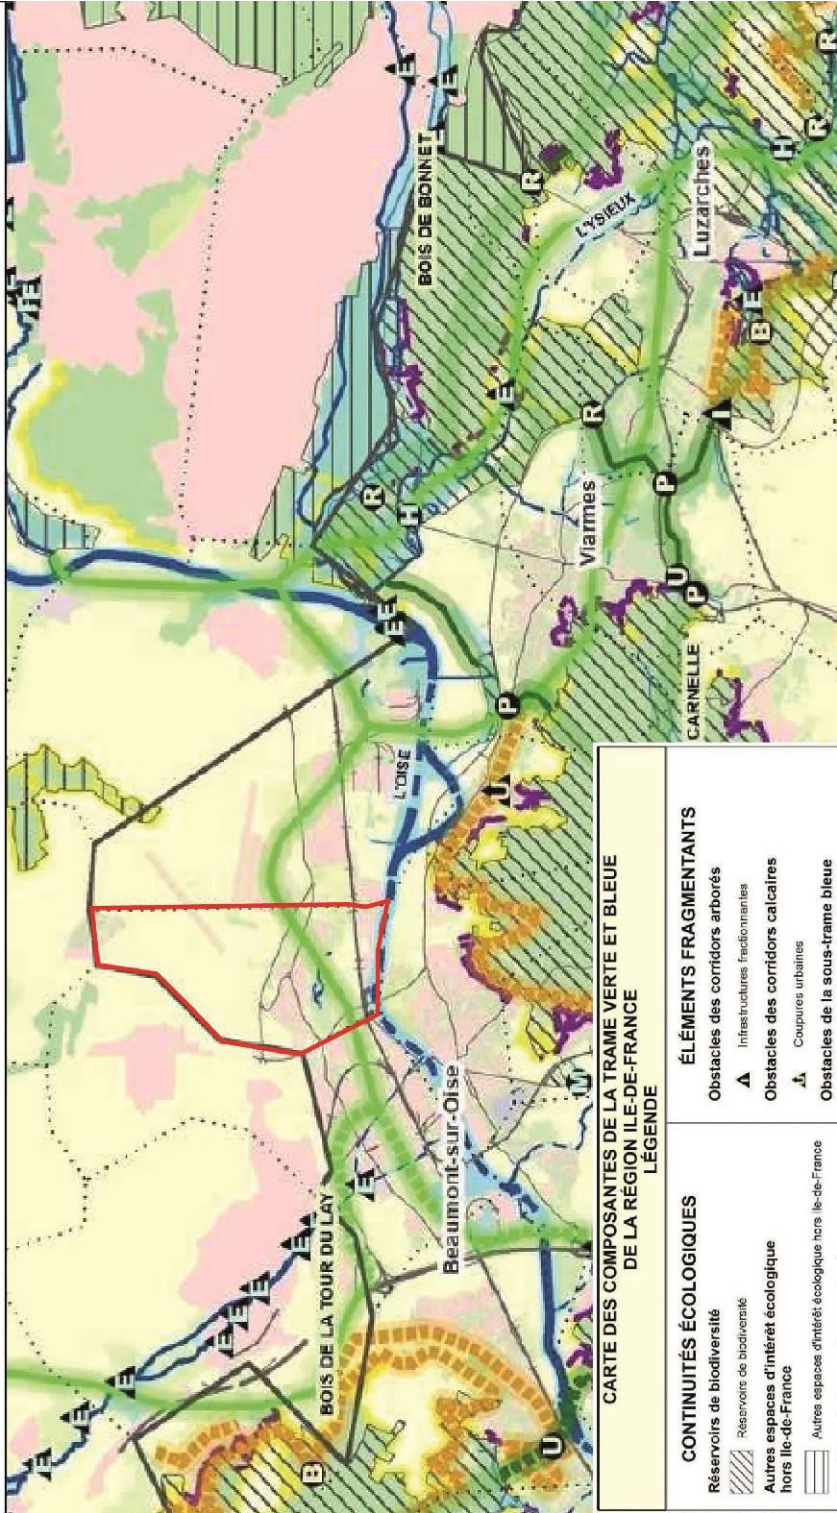 BOIS DE BONNET
L'YSIEUX
Luzarches
Viarmes
CARNELLE
L'OISE
Beaumont-sur-Oise
BOIS DE LA TOUR DU LAY
E
E
E
E
R
R
R
H
E
B
E
R
H
E
R
I
P
U
P
E
E
P
U
M
E
E
E
E
E
E
E
E
B
U
CARTE DES COMPOSANTES DE LA TRAME VERTE ET BLEUE
DE LA RÉGION ILE-DE-FRANCE
LÉGENDE
CONTINUITÉS ÉCOLOGIQUES
Réservoirs de biodiversité
Réservoirs de biodiversité
Autres espaces d'intérêt écologique
hors Ile-de-France
Autres espaces d'intérêt écologique hors Ile-de-France
ÉLÉMENTS FRAGMENTANTS
Obstacles des corridors arborés
Infrastructures fractionnantes
Obstacles des corridors calcaires
Coupures urbaines
Obstacles de la sous-trame bleue